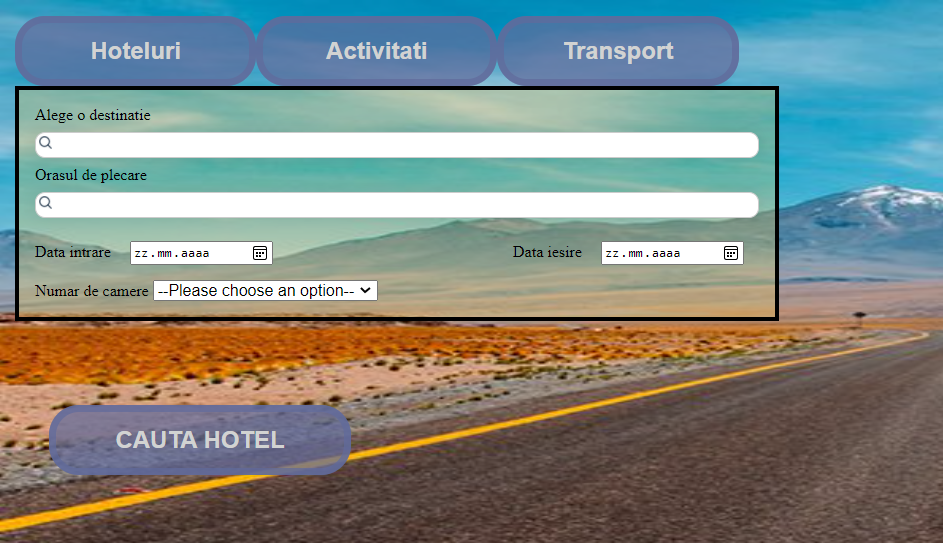 Hoteluri Activitati Transport
Alege o destinatie
Orasul de plecare
Data intrare zz.mm.aaaa Data iesire zz.mm.aaaa
Numar de camere --Please choose an option--
CAUTA HOTEL